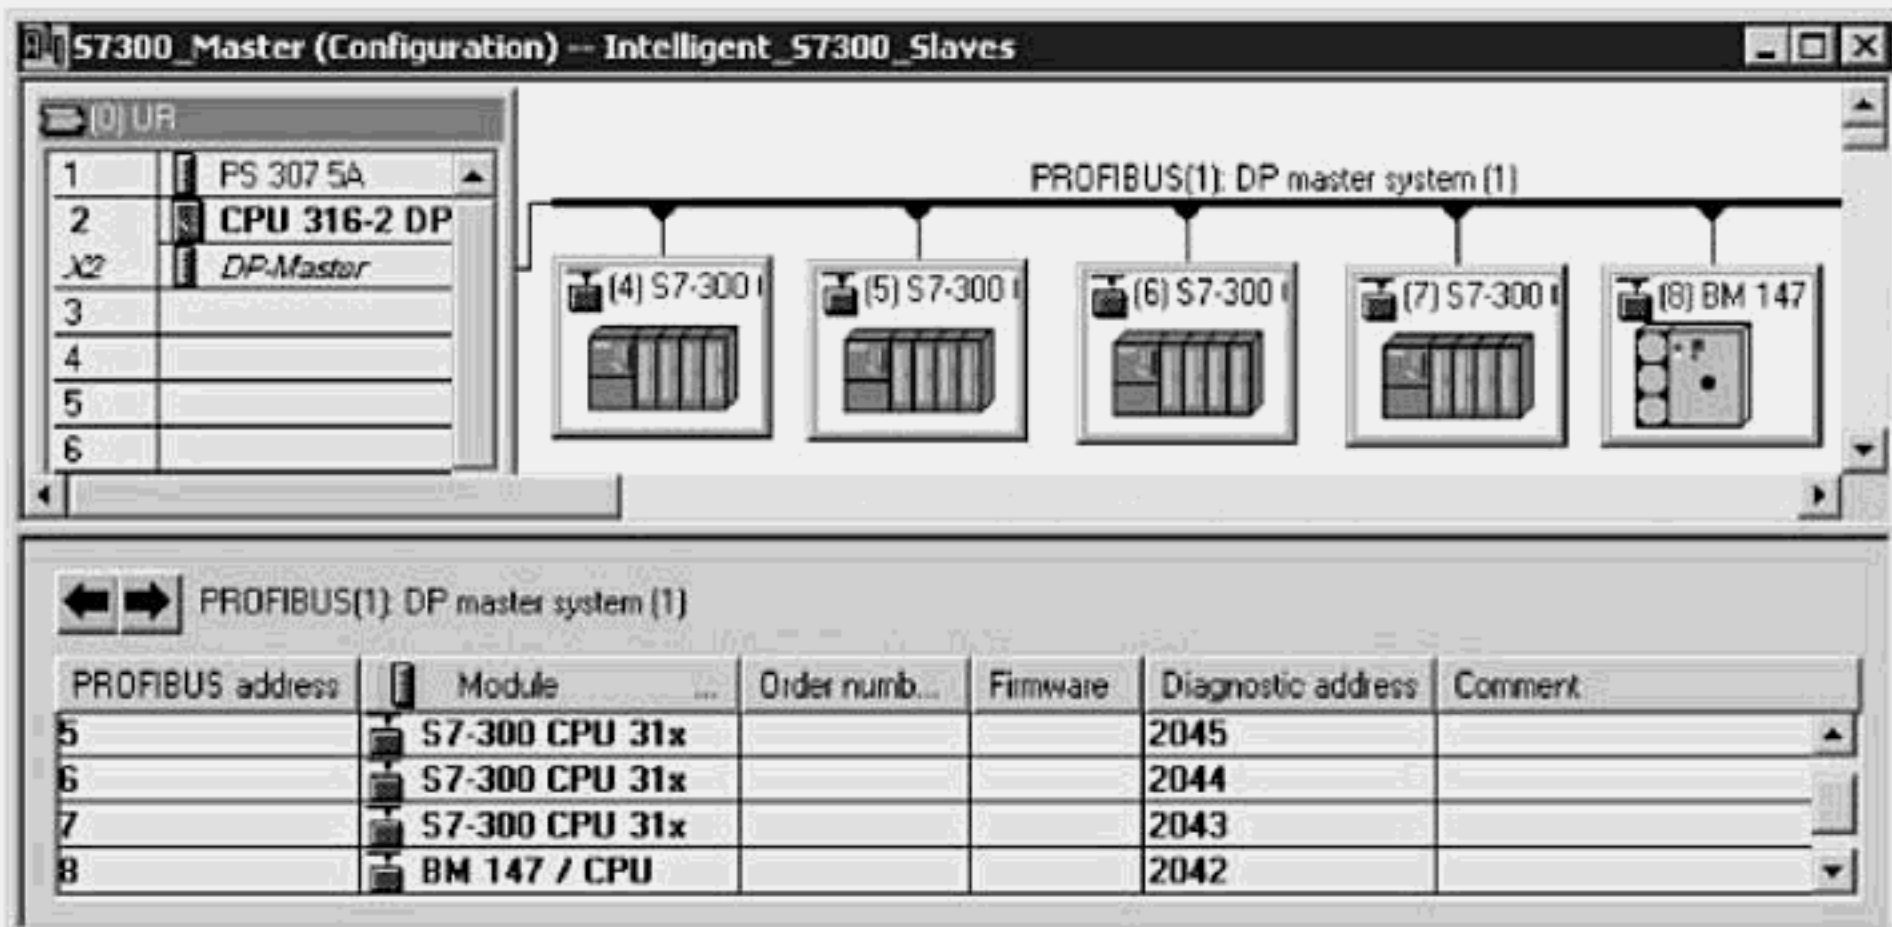 S7300_Master (Configuration) -- Intelligent_S7300_Slaves
(0) UR
1 PS 307 5A
2 CPU 316-2 DP
X2 DP-Master
3
4
5
6
PROFIBUS(1): DP master system (1)
(4) S7-300
(5) S7-300
(6) S7-300
(7) S7-300
(8) BM 147
PROFIBUS(1): DP master system (1)
PROFIBUS address Module ... Order numb... Firmware Diagnostic address Comment
5 S7-300 CPU 31x 2045
6 S7-300 CPU 31x 2044
7 S7-300 CPU 31x 2043
8 BM 147 / CPU 2042